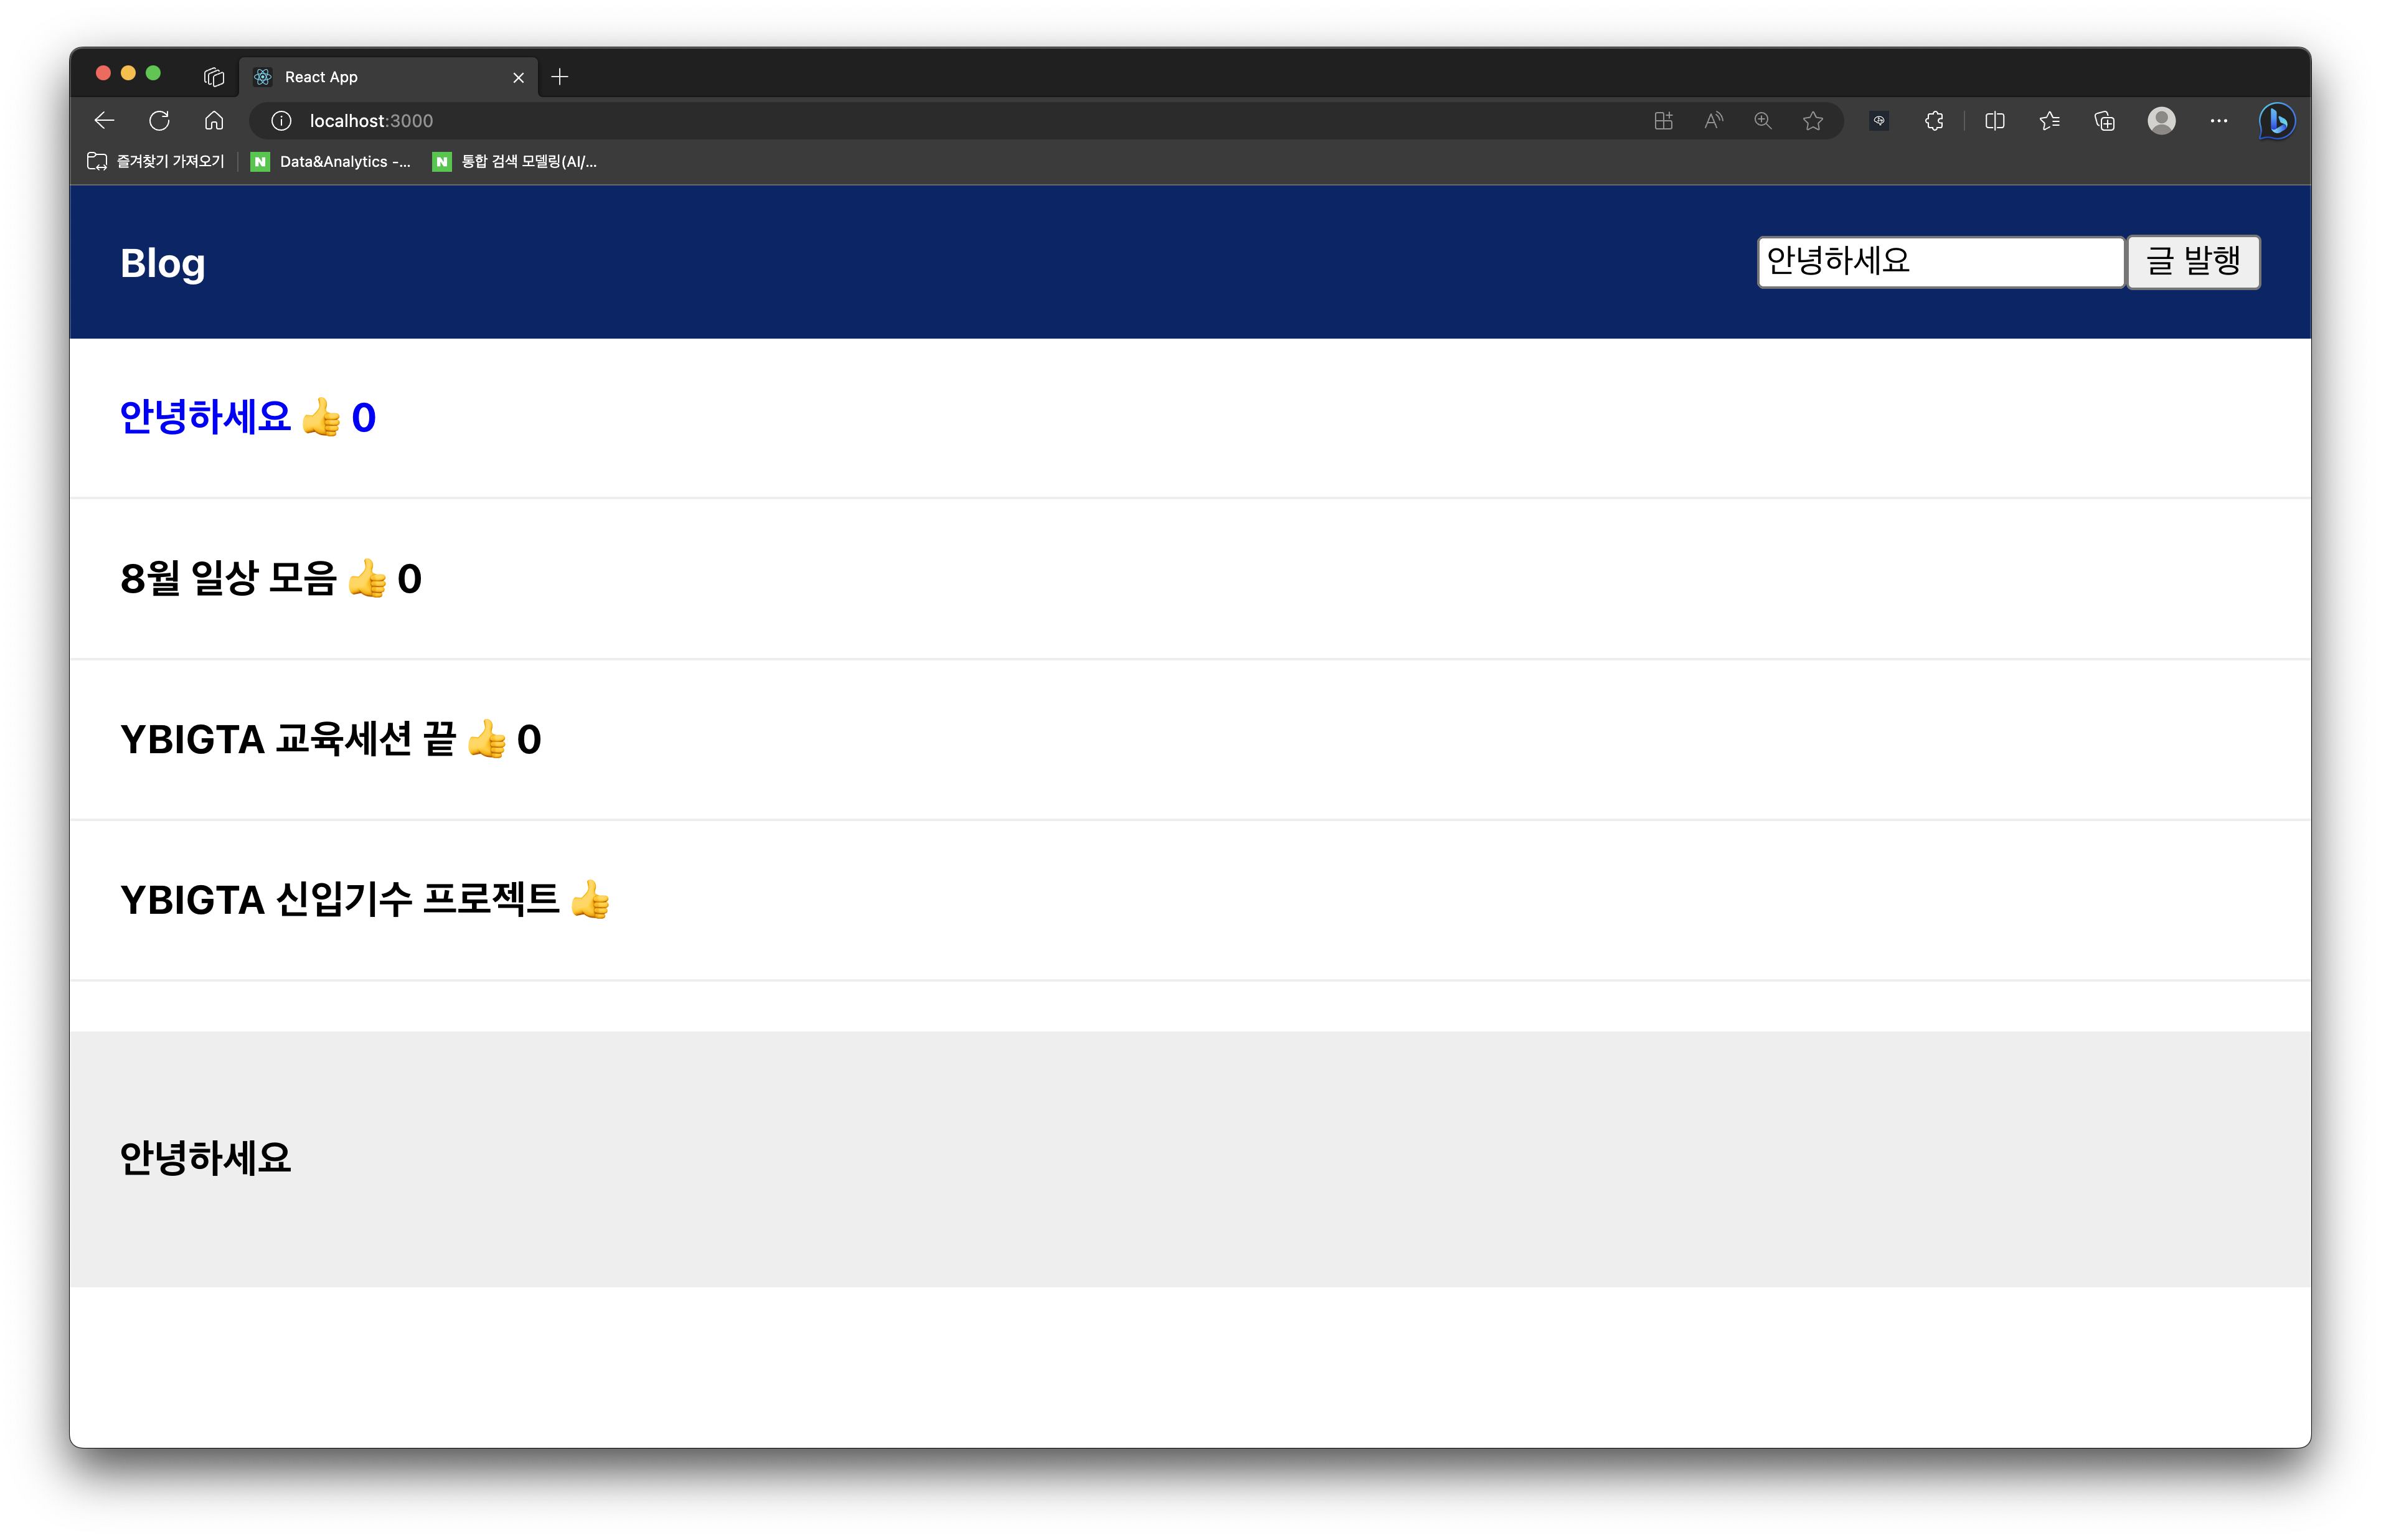 React App
localhost:3000
즐겨찾기 가져오기 Data&Analytics -... 통합 검색 모델링(AI/...
Blog 안녕하세요 글 발행
안녕하세요 👍 0
8월 일상 모음 👍 0
YBIGTA 교육세션 끝 👍 0
YBIGTA 신입기수 프로젝트 👍
안녕하세요